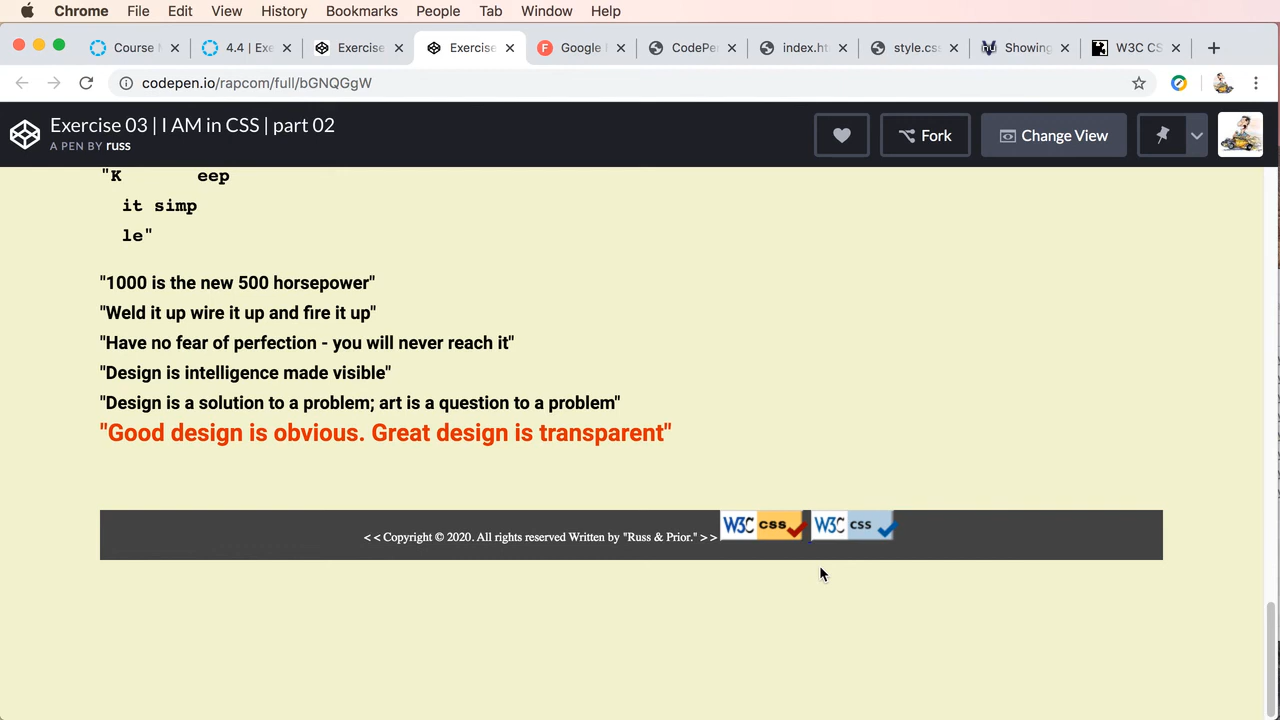 Chrome File Edit View History Bookmarks People Tab Window Help
Course 4.4 | Exe Exercise Exercise Google CodePe index.ht style.cs Showing W3C CS
codepen.io/rapcom/full/bGNQGgW
Exercise 03 | I AM in CSS | part 02
A PEN BY russ
Fork
Change View
"K eep
it simp
le"
"1000 is the new 500 horsepower"
"Weld it up wire it up and fire it up"
"Have no fear of perfection - you will never reach it"
"Design is intelligence made visible"
"Design is a solution to a problem; art is a question to a problem"
"Good design is obvious. Great design is transparent"
< < Copyright © 2020. All rights reserved Written by "Russ & Prior." > > W3C css W3C css